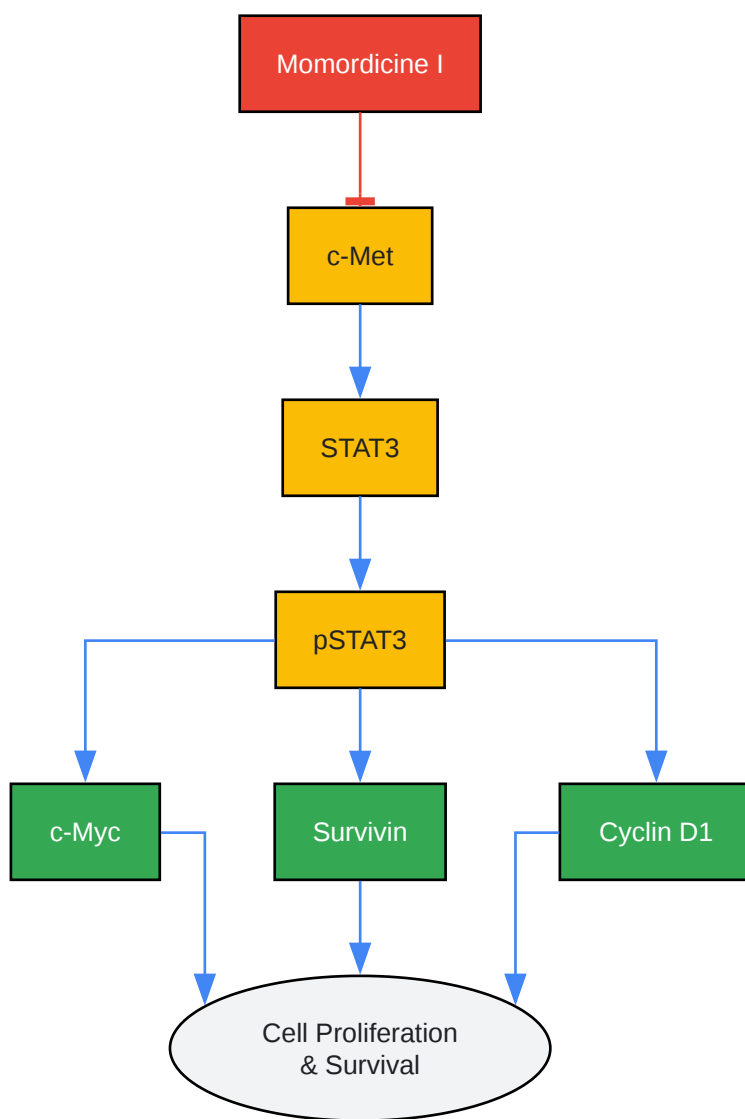 Momordicine I
c-Met
STAT3
pSTAT3
c-Myc
Survivin
Cyclin D1
Cell Proliferation
& Survival